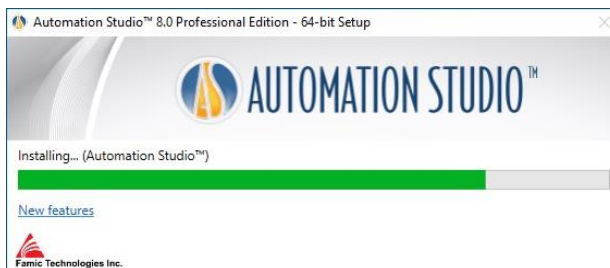 Automation Studio™ 8.0 Professional Edition - 64-bit Setup
AUTOMATION STUDIO™
Installing... (Automation Studio™)
New features
Famic Technologies Inc.